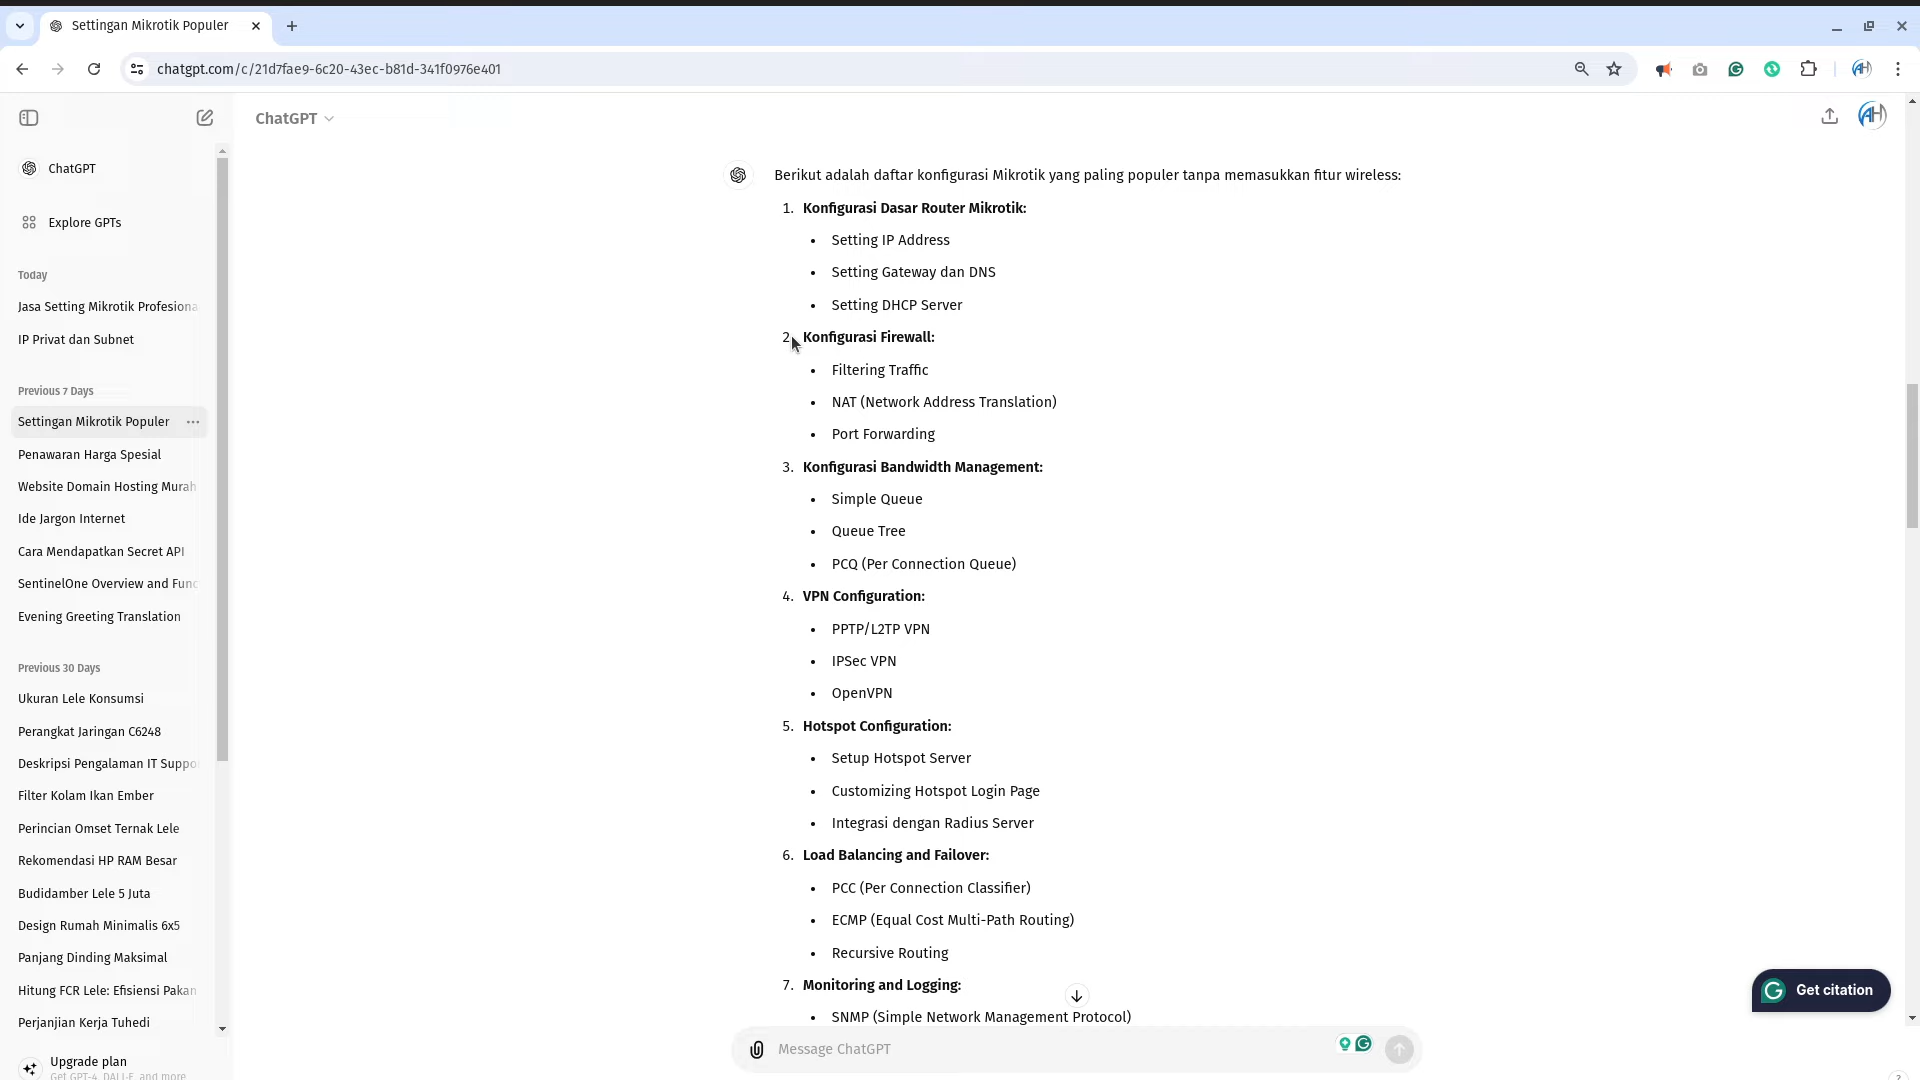 Settingan Mikrotik Populer
chatgpt.com/c/21d7fae9-6c20-43ec-b81d-341f0976e401
ChatGPT
Explore GPTs
Today
Jasa Setting Mikrotik Profesiona
IP Privat dan Subnet
Previous 7 Days
Settingan Mikrotik Populer
Penawaran Harga Spesial
Website Domain Hosting Murah
Ide Jargon Internet
Cara Mendapatkan Secret API
SentinelOne Overview and Func
Evening Greeting Translation
Previous 30 Days
Ukuran Lele Konsumsi
Perangkat Jaringan C6248
Deskripsi Pengalaman IT Suppo
Filter Kolam Ikan Ember
Perincian Omset Ternak Lele
Rekomendasi HP RAM Besar
Budidamber Lele 5 Juta
Design Rumah Minimalis 6x5
Panjang Dinding Maksimal
Hitung FCR Lele: Efisiensi Pakan
Perjanjian Kerja Tuhedi
Upgrade plan
Get GPT-4, DALL·E, and more
ChatGPT
AH
Berikut adalah daftar konfigurasi Mikrotik yang paling populer tanpa memasukkan fitur wireless:
1. Konfigurasi Dasar Router Mikrotik:
• Setting IP Address
• Setting Gateway dan DNS
• Setting DHCP Server
2. Konfigurasi Firewall:
• Filtering Traffic
• NAT (Network Address Translation)
• Port Forwarding
3. Konfigurasi Bandwidth Management:
• Simple Queue
• Queue Tree
• PCQ (Per Connection Queue)
4. VPN Configuration:
• PPTP/L2TP VPN
• IPSec VPN
• OpenVPN
5. Hotspot Configuration:
• Setup Hotspot Server
• Customizing Hotspot Login Page
• Integrasi dengan Radius Server
6. Load Balancing and Failover:
• PCC (Per Connection Classifier)
• ECMP (Equal Cost Multi-Path Routing)
• Recursive Routing
7. Monitoring and Logging:
• SNMP (Simple Network Management Protocol)
Get citation
Message ChatGPT
?